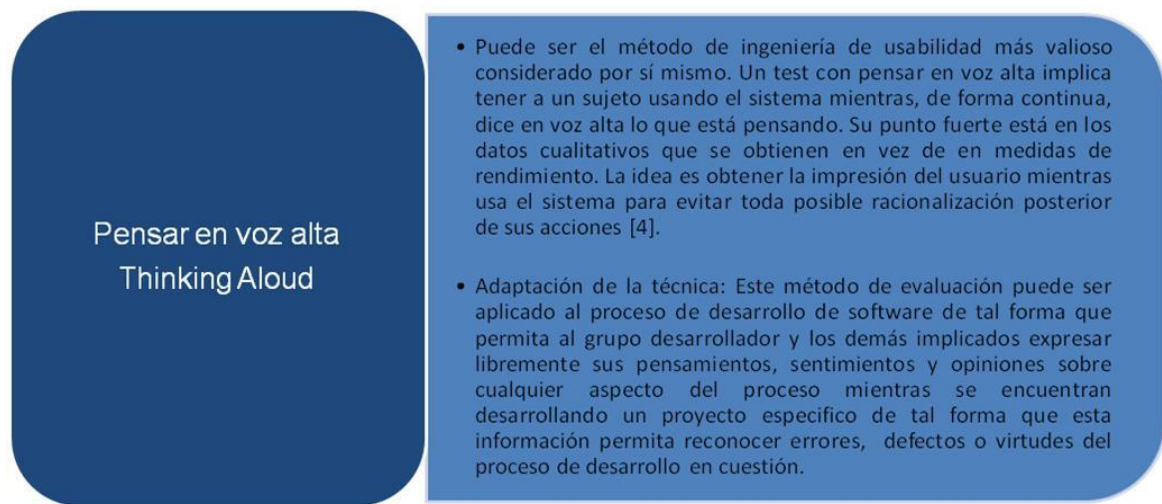 Pensar en voz alta
Thinking Aloud
• Puede ser el método de ingeniería de usabilidad más valioso
considerado por sí mismo. Un test con pensar en voz alta implica
tener a un sujeto usando el sistema mientras, de forma continua,
dice en voz alta lo que está pensando. Su punto fuerte está en los
datos cualitativos que se obtienen en vez de en medidas de
rendimiento. La idea es obtener la impresión del usuario mientras
usa el sistema para evitar toda posible racionalización posterior
de sus acciones [4].
• Adaptación de la técnica: Este método de evaluación puede ser
aplicado al proceso de desarrollo de software de tal forma que
permita al grupo desarrollador y los demás implicados expresar
libremente sus pensamientos, sentimientos y opiniones sobre
cualquier aspecto del proceso mientras se encuentran
desarrollando un proyecto especifico de tal forma que esta
información permita reconocer errores, defectos o virtudes del
proceso de desarrollo en cuestión.